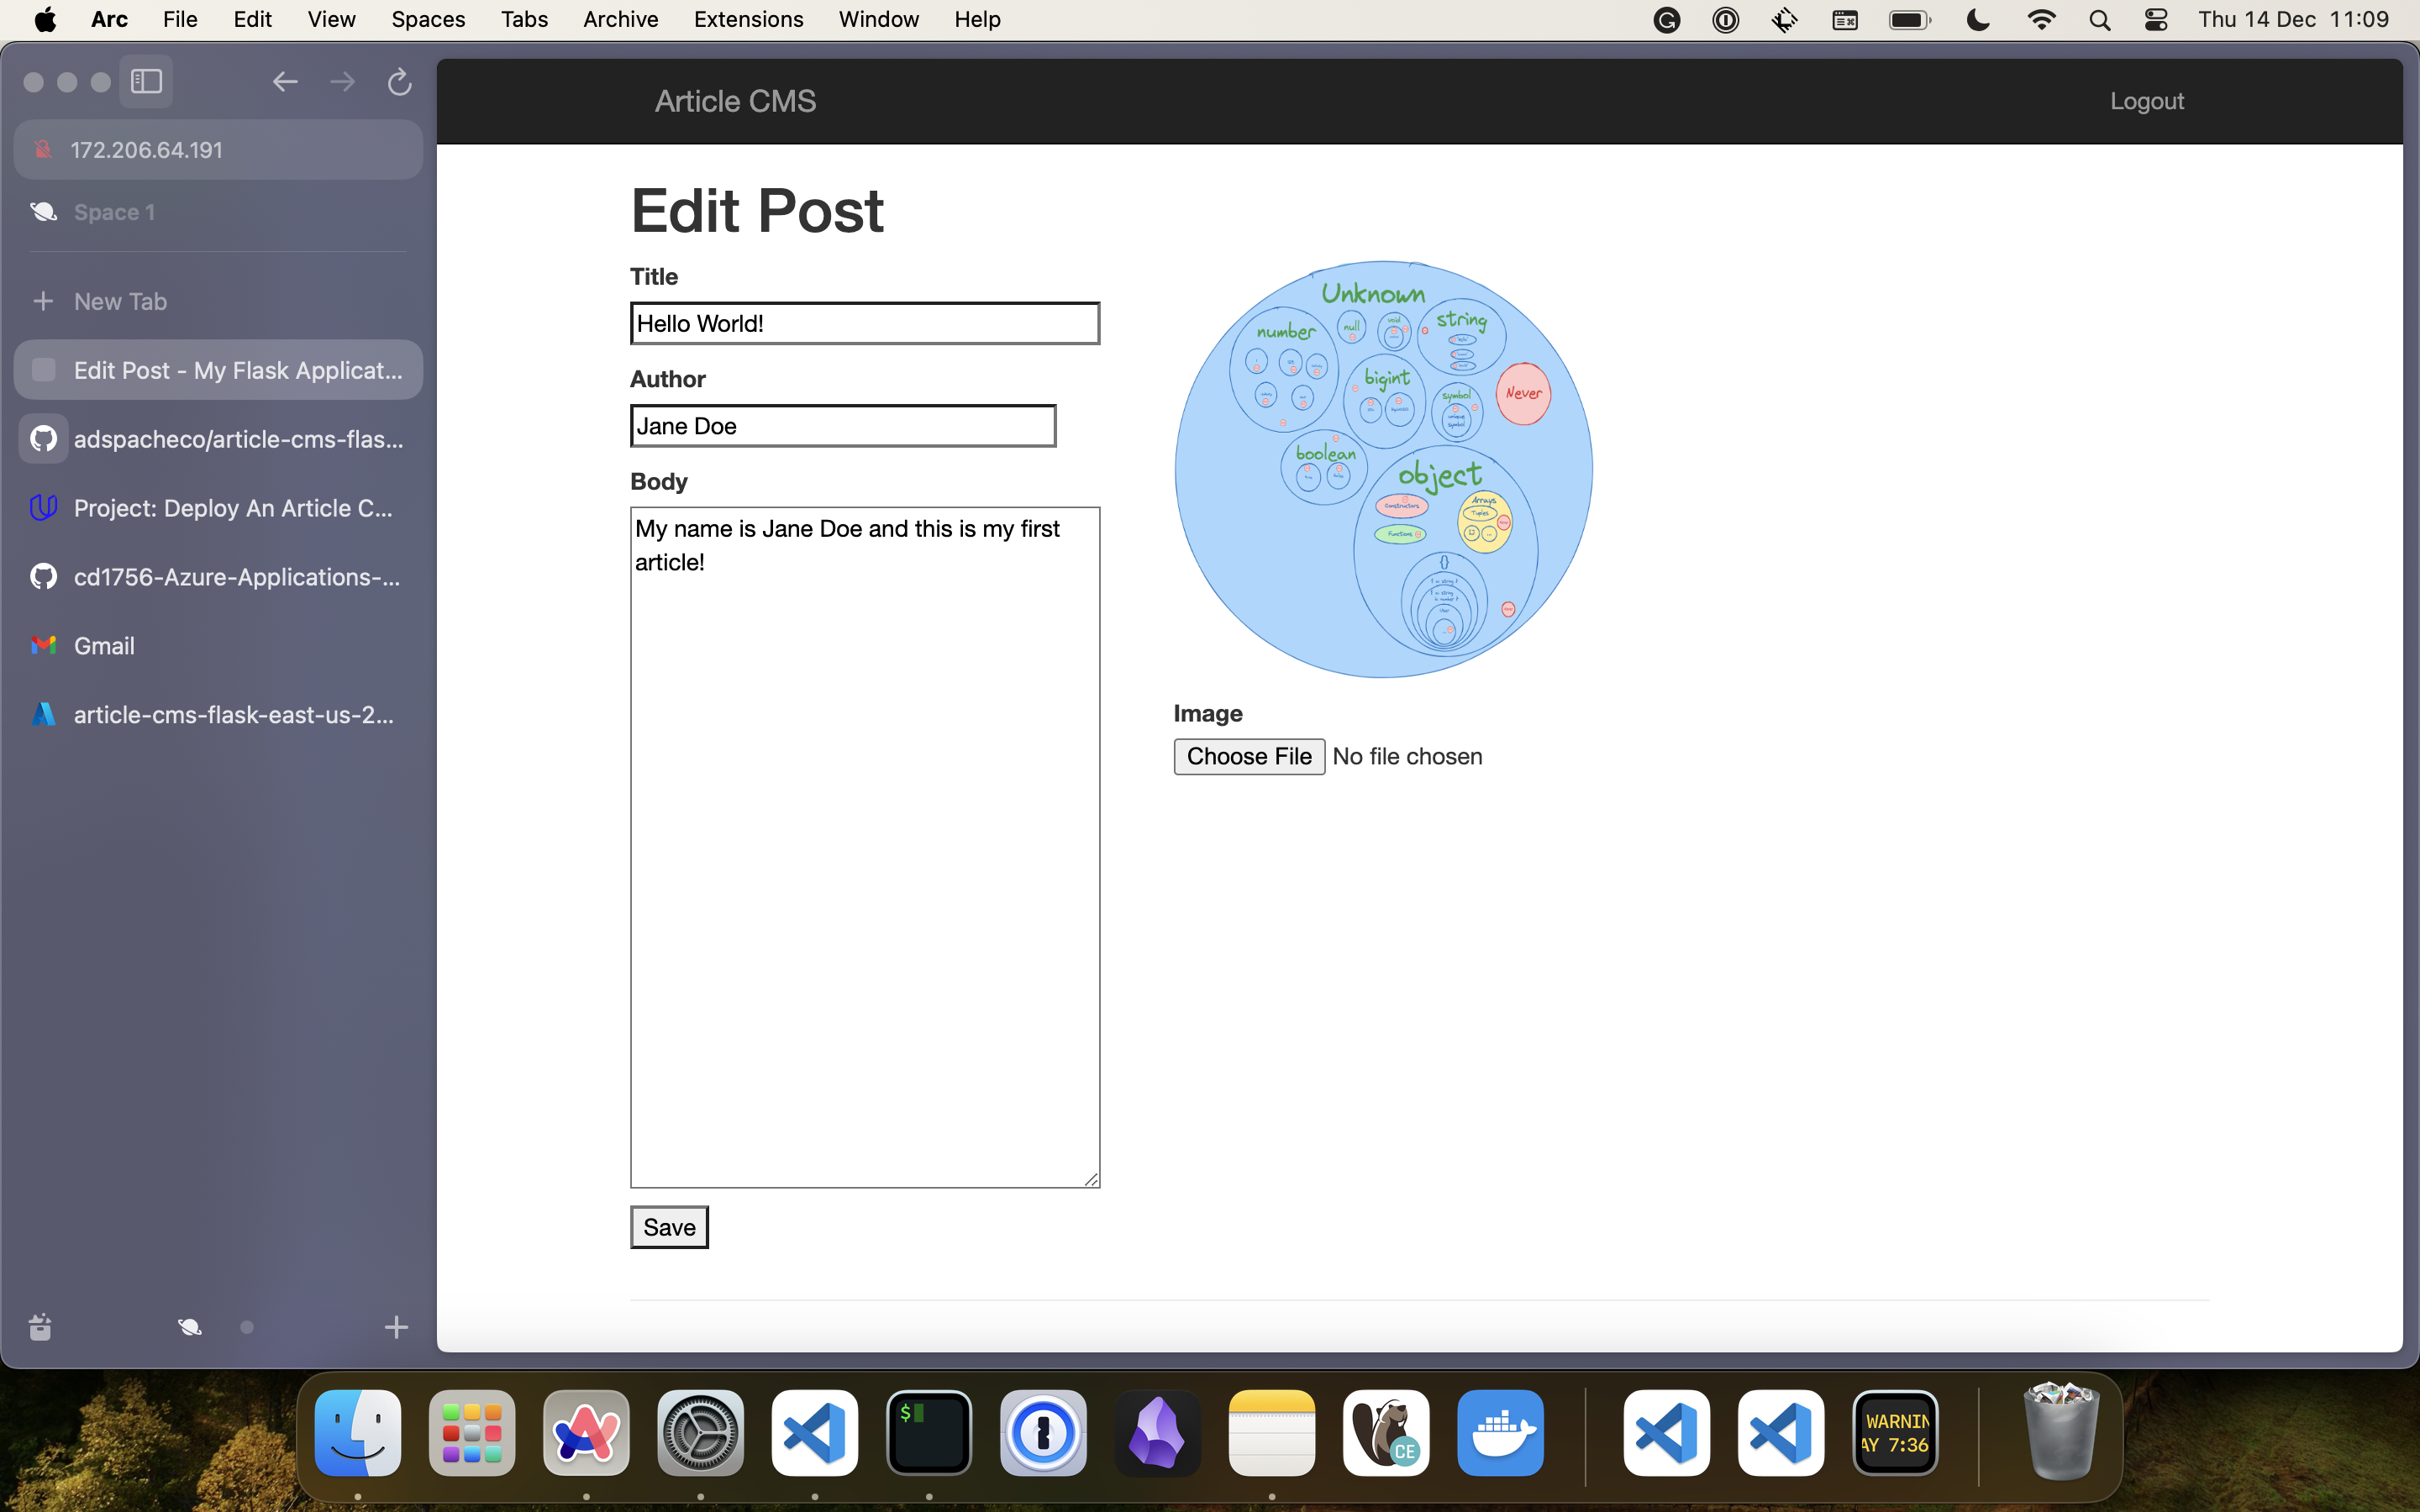 Arc File Edit View Spaces Tabs Archive Extensions Window Help Thu 14 Dec 11:09
172.206.64.191
Space 1
New Tab
Edit Post - My Flask Applicat...
adspacheco/article-cms-flas...
Project: Deploy An Article C...
cd1756-Azure-Applications-...
Gmail
article-cms-flask-east-us-2...
Article CMS Logout
Edit Post
Title
Hello World!
Author
Jane Doe
Body
My name is Jane Doe and this is my first
article!
Save
Unknown
number
null
void
string
bigint
symbol
Never
unique
symbol
boolean
object
Constructors
Arrays
Tuples
Functions
{}
Image
Choose File No file chosen
$
CE
WARNIN
AY 7:36